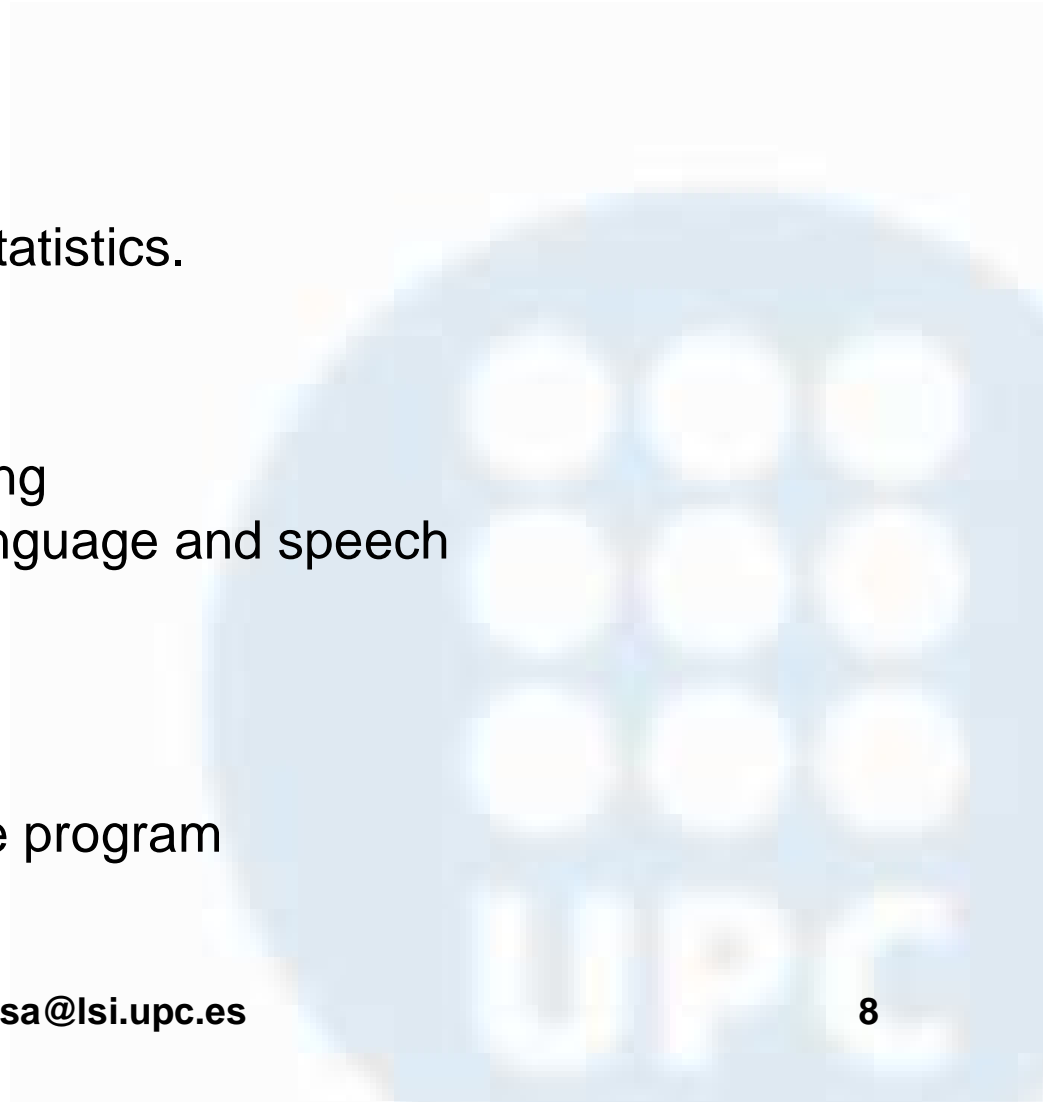 tatistics.
ng
nguage and speech
e program
sa@lsi.upc.es 8
UPC